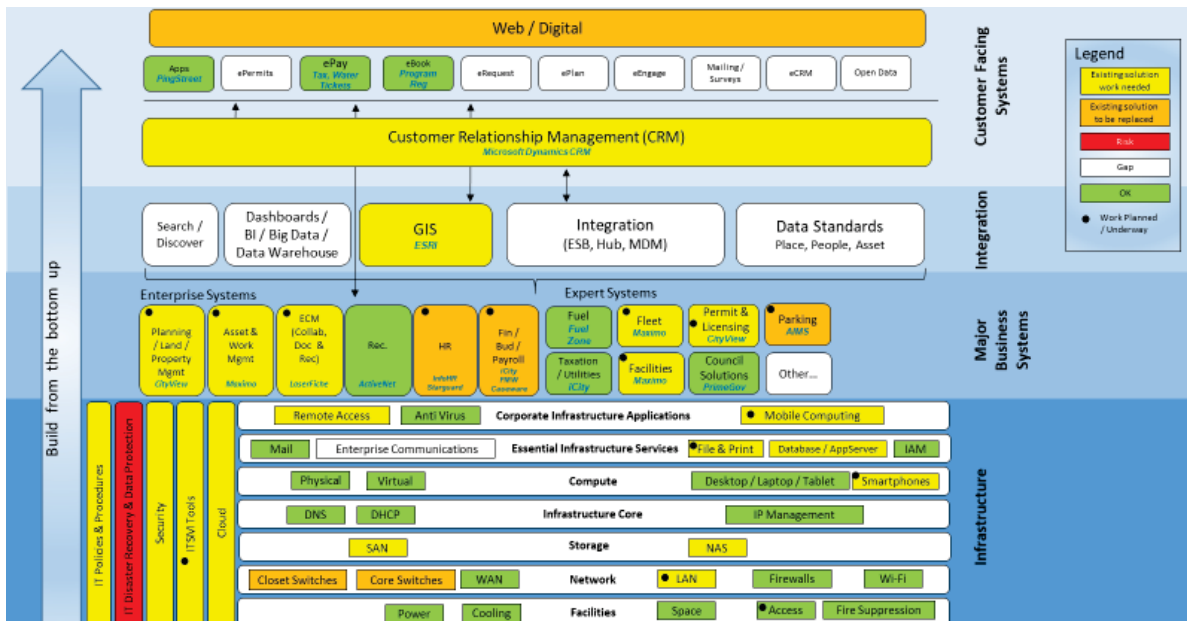 Web / Digital
Apps
PingStreet
ePermits
ePay
Tax, Water
Tickets
eBook
Program
Reg
eRequest
ePlan
eEngage
Mailing /
Surveys
eCRM
Open Data
Customer Relationship Management (CRM)
Microsoft Dynamics CRM
Customer Facing
Systems
Legend
Existing solution
work needed
Existing solution
to be replaced
Risk
Gap
OK
Work Planned
/ Underway
Search /
Discover
Dashboards /
BI / Big Data /
Data Warehouse
GIS
ESRI
Integration
(ESB, Hub, MDM)
Data Standards
Place, People, Asset
Integration
Build from the bottom up
Enterprise Systems
Planning
/ Land /
Property
Mgmt
CityView
Asset &
Work
Mgmt
Maximo
ECM
(Collab,
Doc &
Rec)
LaserFiche
Rec.
ActiveNet
HR
InfoHR
Starguard
Fin /
Bud /
Payroll
iCity
FMW
Caseware
Expert Systems
Fuel
Fuel
Zone
Fleet
Maximo
Permit &
Licensing
CityView
Parking
AIMS
Taxation
/ Utilities
iCity
Facilities
Maximo
Council
Solutions
PrimeGov
Other...
Major
Business
Systems
IT Policies & Procedures
IT Disaster Recovery & Data Protection
Security
ITSM Tools
Cloud
Remote Access
Anti Virus
Corporate Infrastructure Applications
Mobile Computing
Mail
Enterprise Communications
Essential Infrastructure Services
File & Print
Database / AppServer
IAM
Physical
Virtual
Compute
Desktop / Laptop / Tablet
Smartphones
DNS
DHCP
Infrastructure Core
IP Management
SAN
Storage
NAS
Closet Switches
Core Switches
WAN
Network
LAN
Firewalls
Wi-Fi
Power
Cooling
Facilities
Space
Access
Fire Suppression
Infrastructure